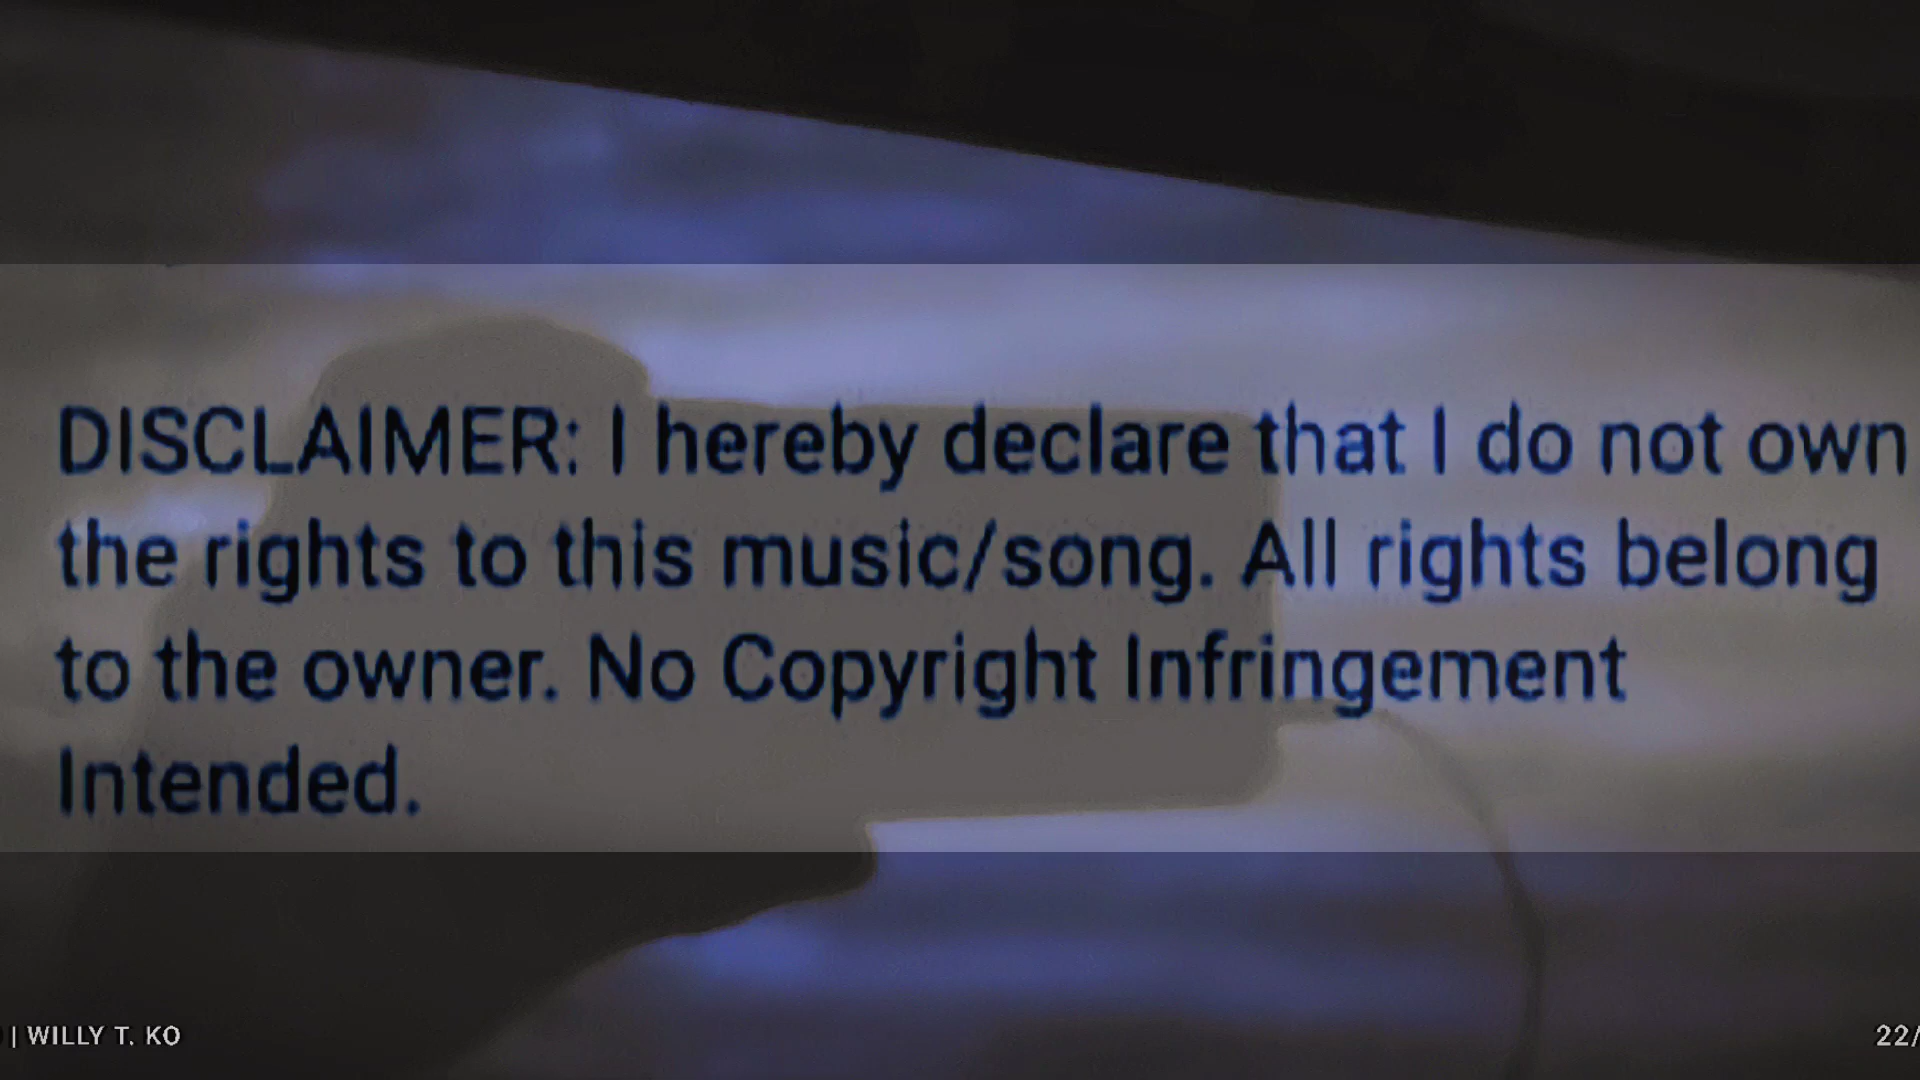 DISCLAIMER: I hereby declare that I do not own
the rights to this music/song. All rights belong
to the owner. No Copyright Infringement
Intended.
| WILLY T. KO
22/